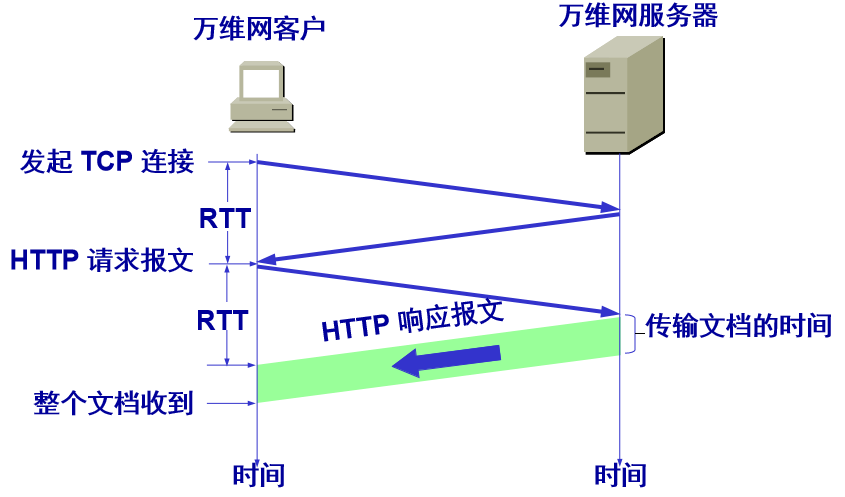 万维网客户
万维网服务器
发起 TCP 连接
RTT
HTTP 请求报文
RTT
HTTP 响应报文
传输文档的时间
整个文档收到
时间
时间